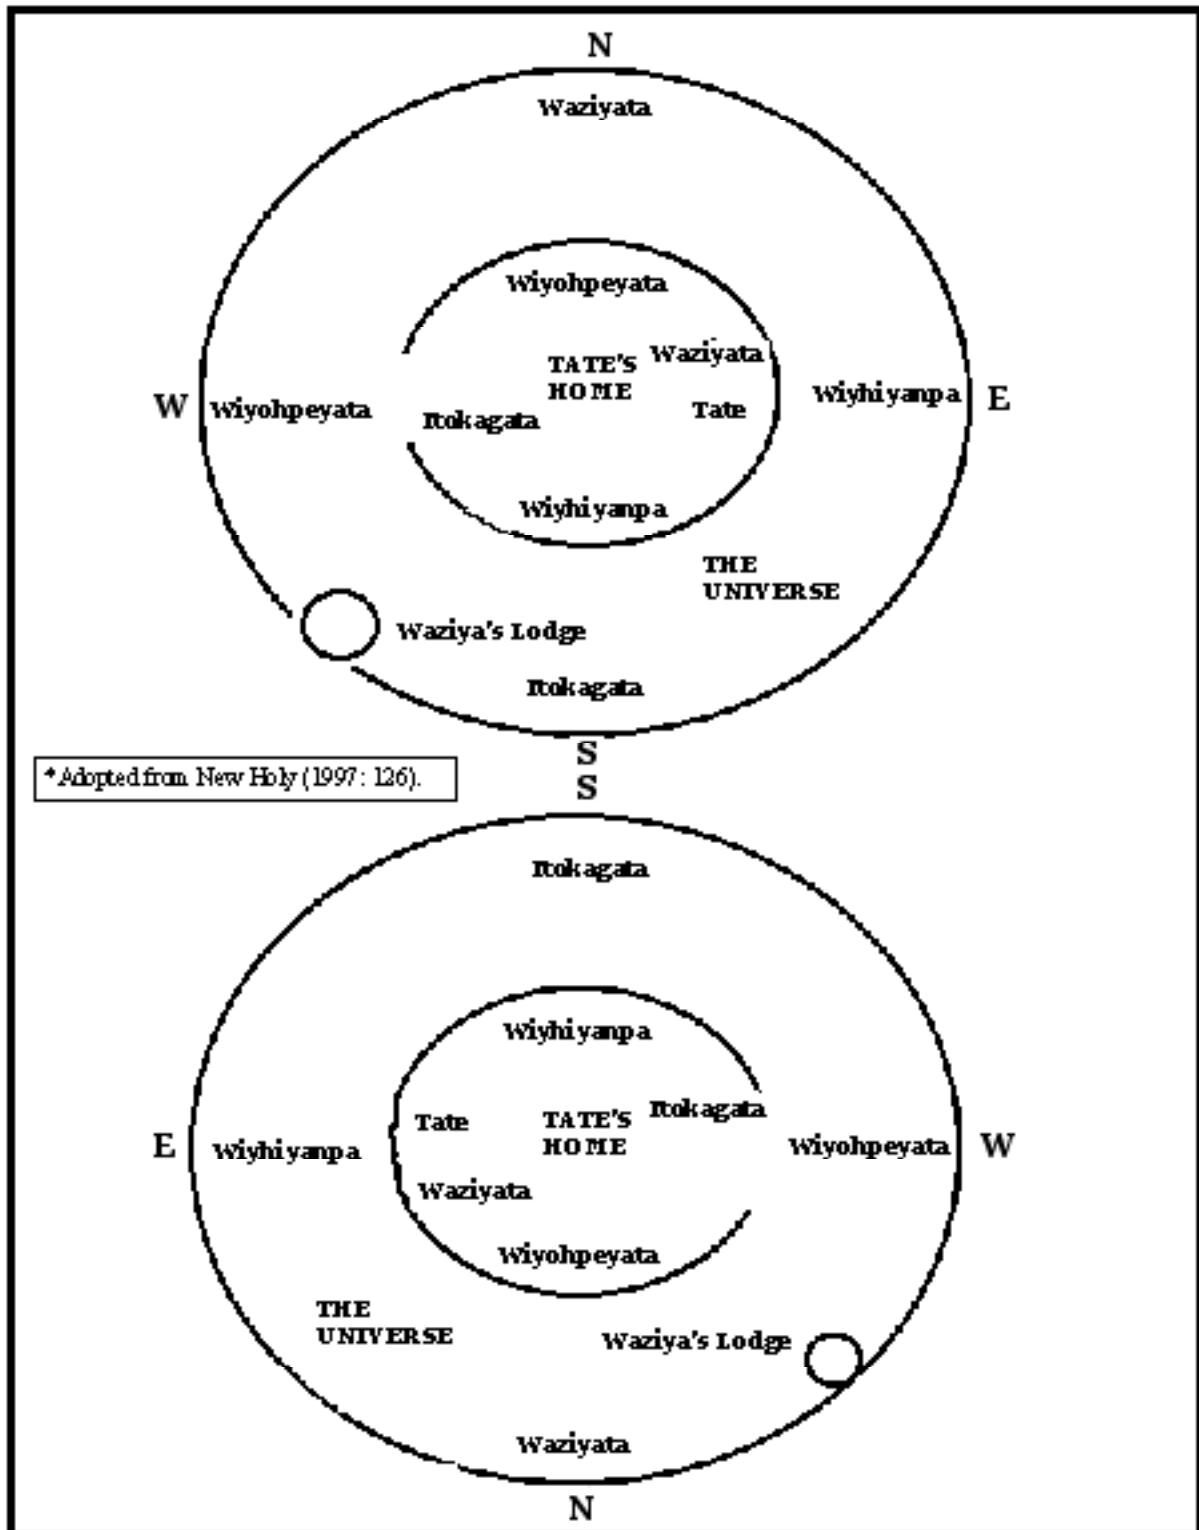 N
Waziyata
Wiyohpeyata
Waziyata
TATE'S
HOME
W
Wiyohpeyata
Itokagata
Tate
Wiyhiyanpa
E
Wiyhiyanpa
THE
UNIVERSE
Waziya's Lodge
Itokagata
S
*Adopted from New Holy (1997: 126).
S
Itokagata
Wiyhiyanpa
Tate
TATE'S
HOME
Itokagata
E
Wiyhiyanpa
Wiyohpeyata
W
Waziyata
Wiyohpeyata
THE
UNIVERSE
Waziya's Lodge
Waziyata
N